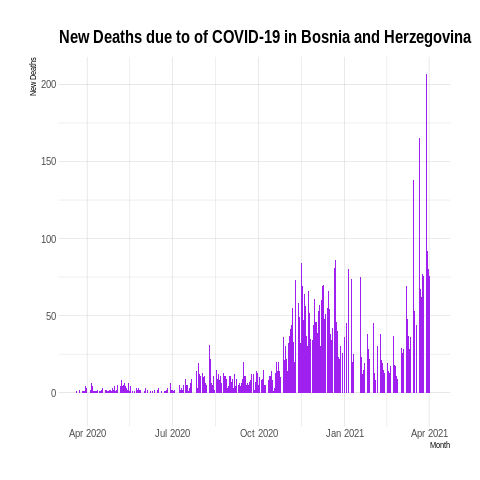 New Deaths due to of COVID-19 in Bosnia and Herzegovina
New Deaths
200
150
100
50
0
Apr 2020 Jul 2020 Oct 2020 Jan 2021 Apr 2021
Month